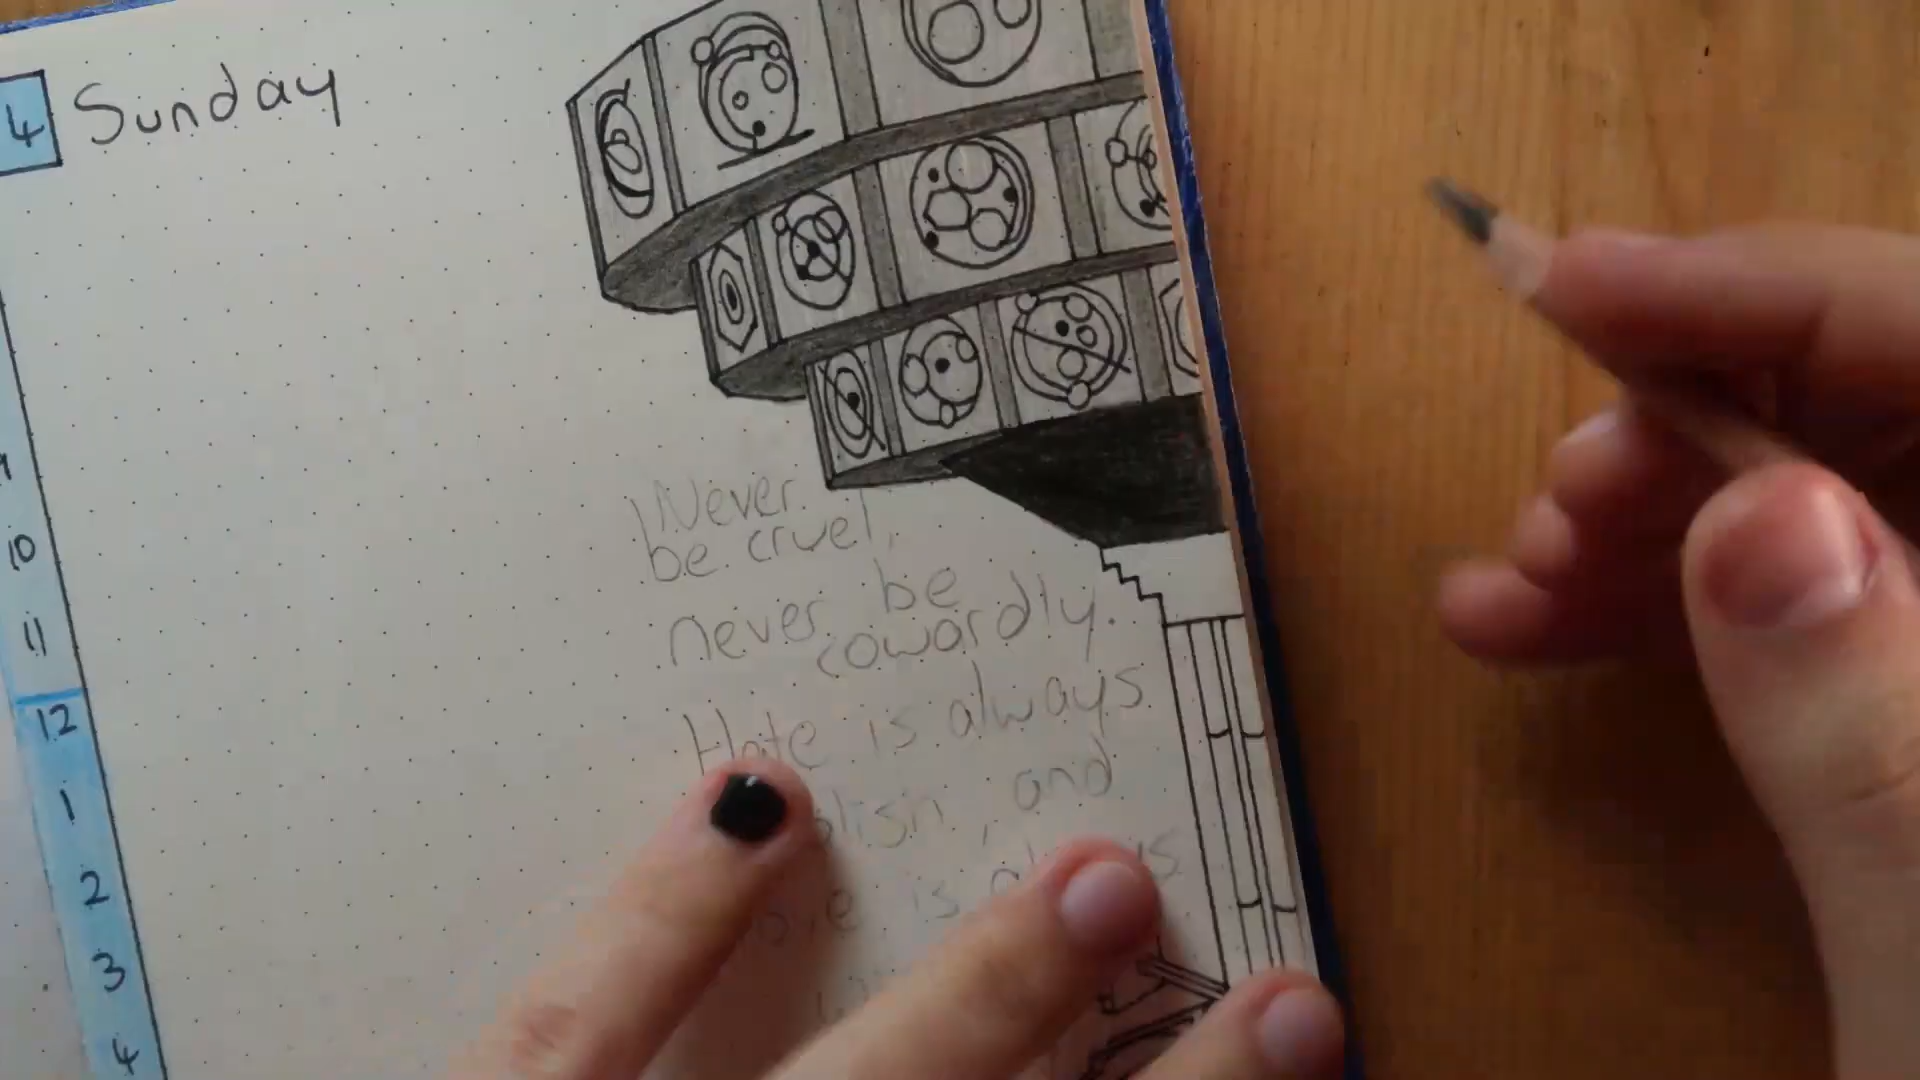 4 Sunday
9
10
11
12
1
2
3
4
Never
be cruel,
never be
cowardly.
Hate is always
and
is